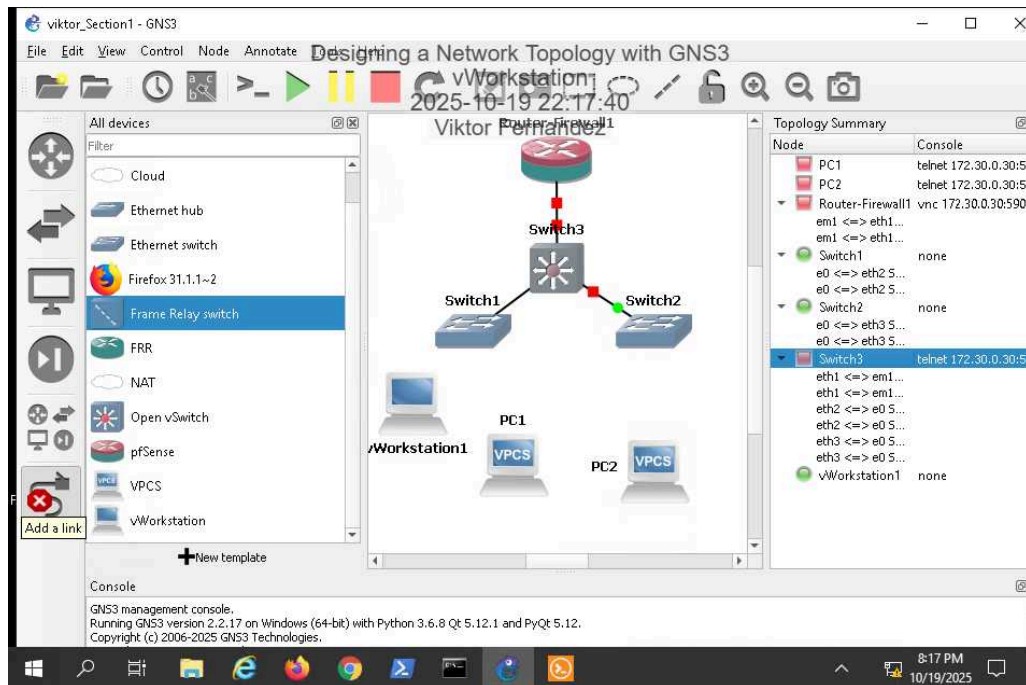 viktor_Section1 - GNS3
File Edit View Control Node Annotate Tools Help
Designing a Network Topology with GNS3
vWorkstation
2025-10-19 22:17:40
Viktor Fernandez
All devices
Filter
Cloud
Ethernet hub
Ethernet switch
Firefox 31.1.1~2
Frame Relay switch
FRR
NAT
Open vSwitch
pfSense
VPCS
vWorkstation
New template
Add a link
Router-Firewall1
Switch3
Switch1
Switch2
vWorkstation1
PC1
VPCS
PC2
VPCS
Topology Summary
Node Console
PC1 telnet 172.30.0.30:5
PC2 telnet 172.30.0.30:5
Router-Firewall1 vnc 172.30.0.30:590
em1 <=> eth1...
em1 <=> eth1...
Switch1 none
e0 <=> eth2 S...
e0 <=> eth2 S...
Switch2 none
e0 <=> eth3 S...
e0 <=> eth3 S...
Switch3 telnet 172.30.0.30:5
eth1 <=> em1...
eth1 <=> em1...
eth2 <=> e0 S...
eth2 <=> e0 S...
eth3 <=> e0 S...
eth3 <=> e0 S...
vWorkstation1 none
Console
GNS3 management console.
Running GNS3 version 2.2.17 on Windows (64-bit) with Python 3.6.8 Qt 5.12.1 and PyQt 5.12.
Copyright (c) 2006-2025 GNS3 Technologies.
8:17 PM
10/19/2025